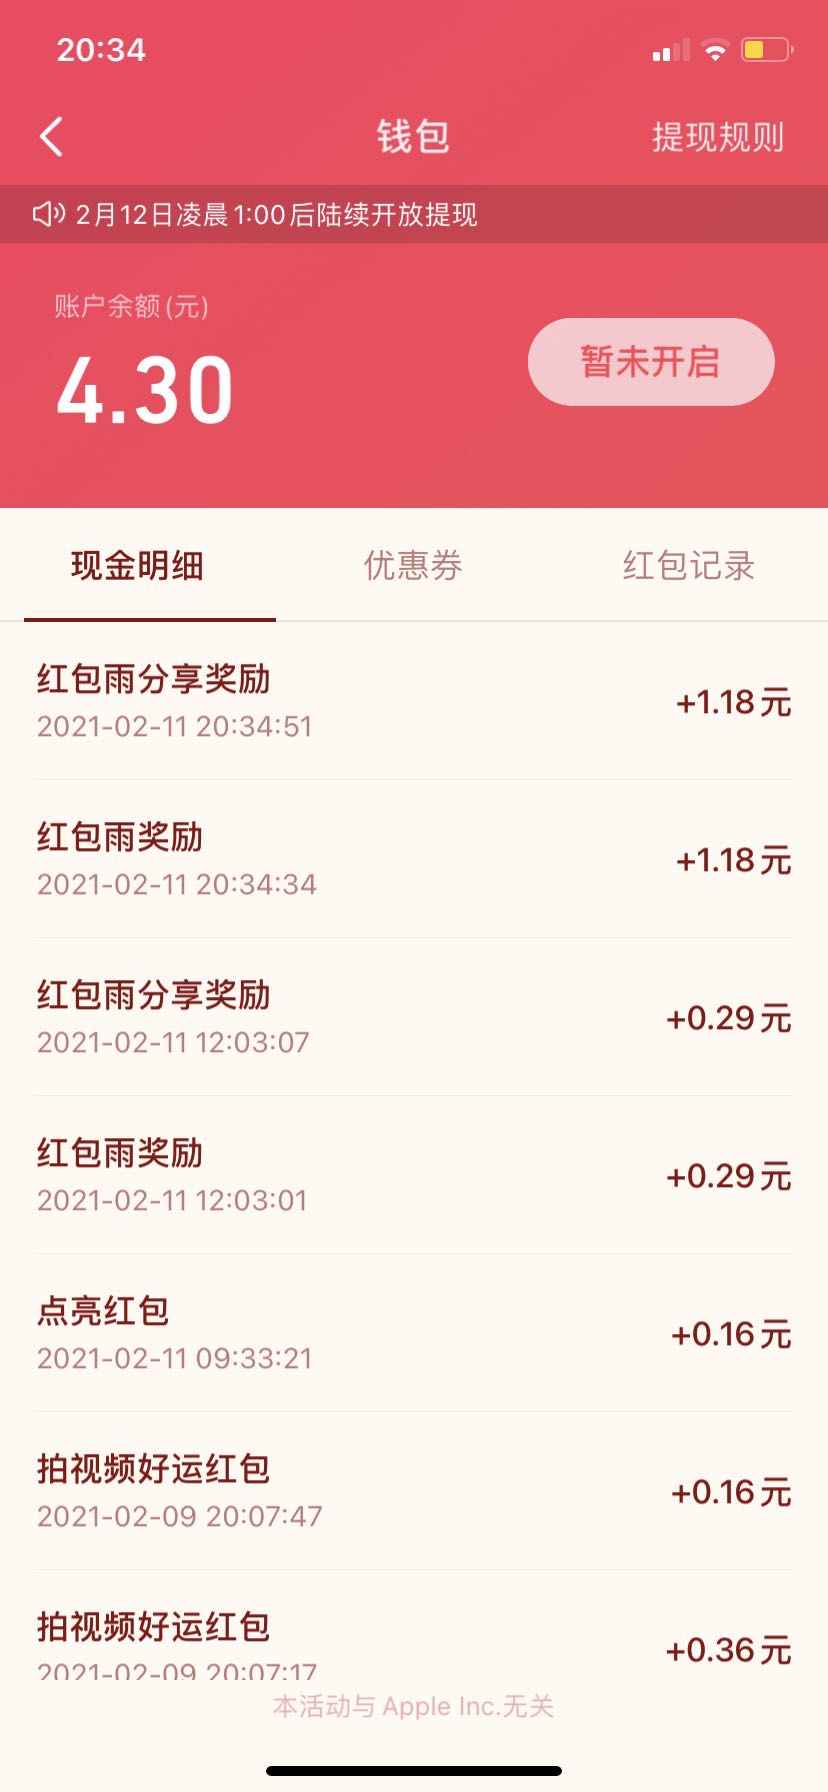 20:34
钱包
提现规则
2月12日凌晨1:00后陆续开放提现
账户余额(元)
4.30
暂未开启
现金明细
优惠券
红包记录
红包雨分享奖励
+1.18元
2021-02-11 20:34:51
红包雨奖励
+1.18元
2021-02-11 20:34:34
红包雨分享奖励
+0.29元
2021-02-11 12:03:07
红包雨奖励
+0.29元
2021-02-11 12:03:01
点亮红包
+0.16元
2021-02-11 09:33:21
拍视频好运红包
+0.16元
2021-02-09 20:07:47
拍视频好运红包
+0.36元
2021-02-09 20:07:17
本活动与 Apple Inc.无关